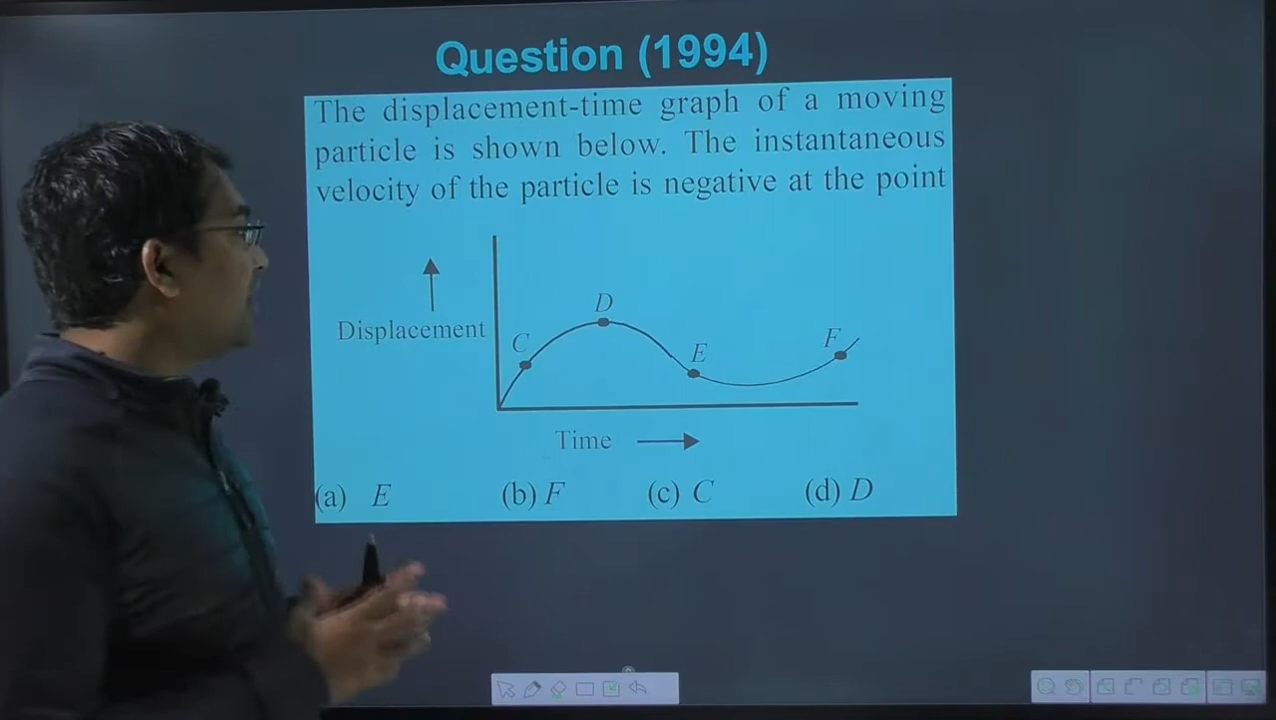 Question (1994)
The displacement-time graph of a moving
particle is shown below. The instantaneous
velocity of the particle is negative at the point
D
Displacement
C
E
F
Time
(a) E (b) F (c) C (d) D